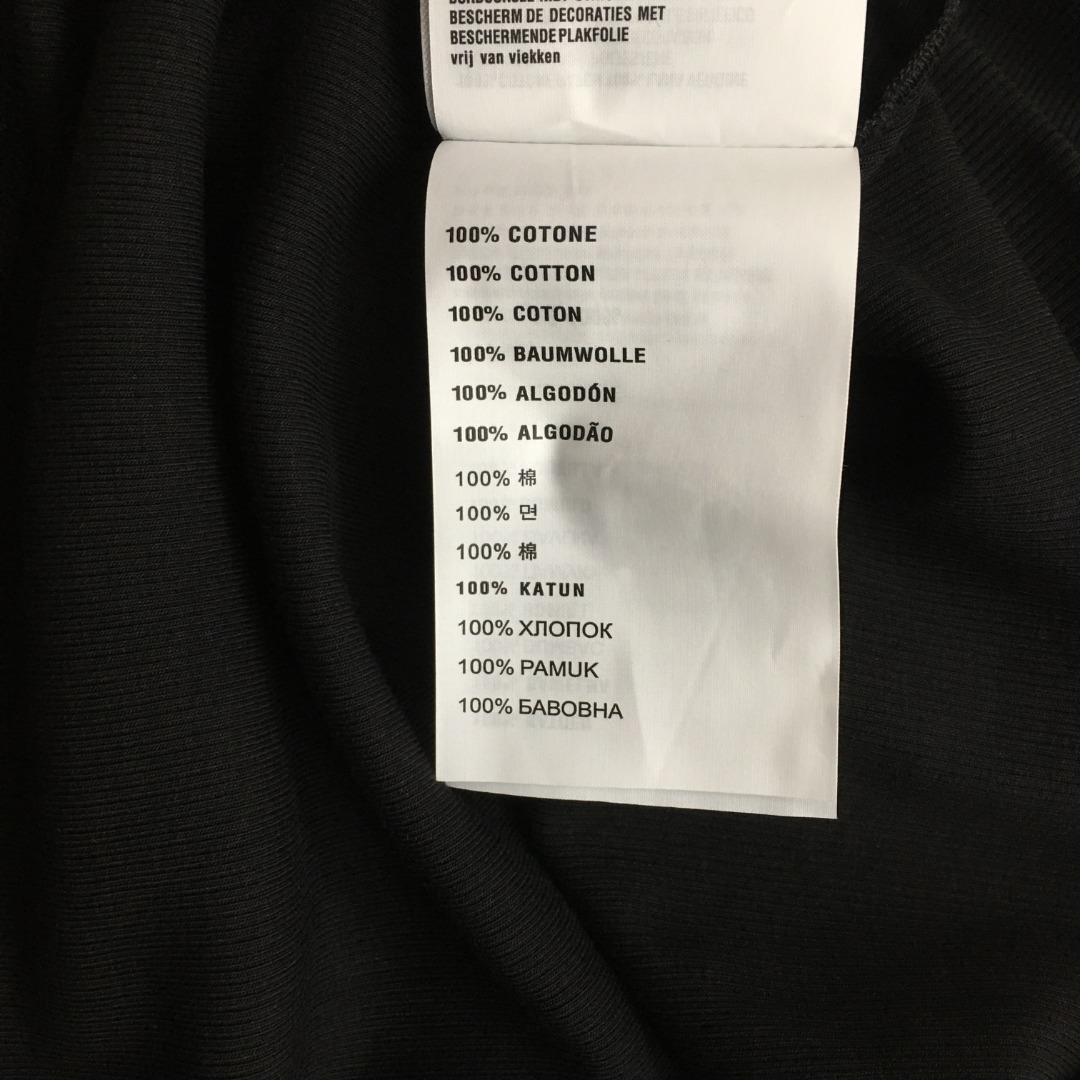 BESCHERM DE DECORATIES MET
BESCHERMENDE PLAKFOLIE
vrij van viekken
100% COTONE
100% COTTON
100% COTON
100% BAUMWOLLE
100% ALGODÓN
100% ALGODÃO
100% 棉
100% 면
100% 棉
100% KATUN
100% ХЛОПОК
100% PAMUK
100% БАВОВНА